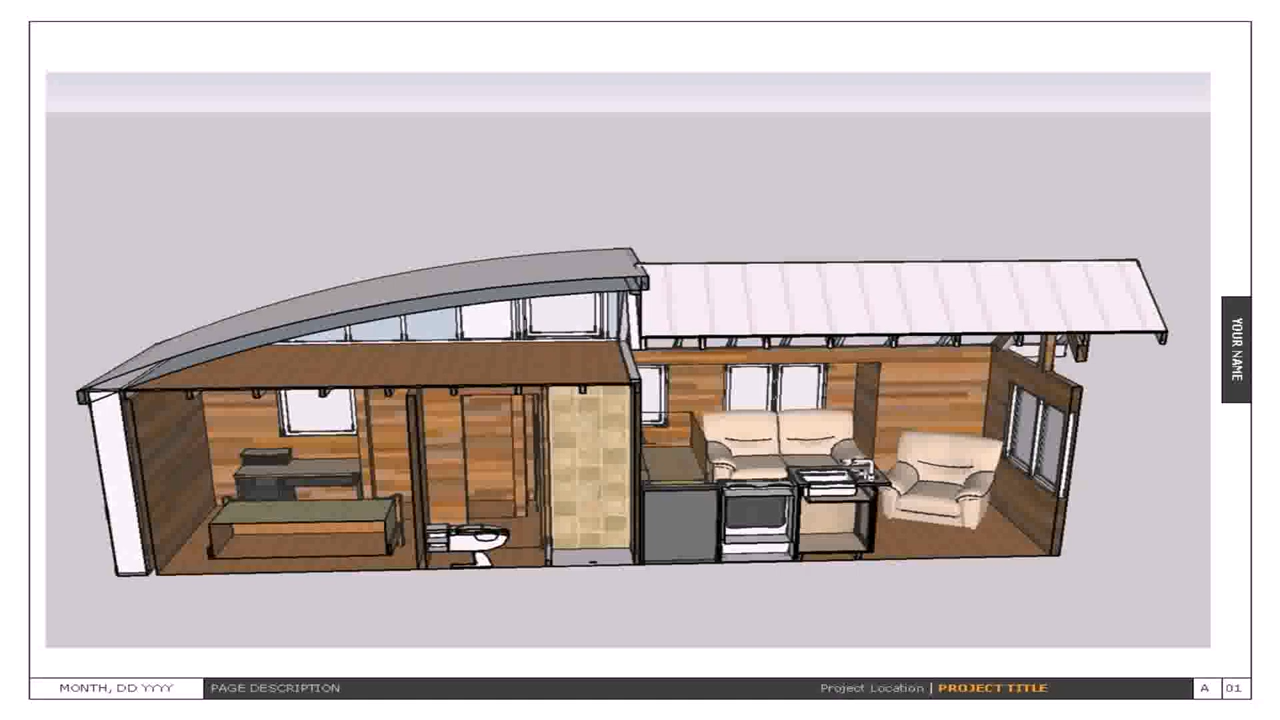 YOUR NAME
MONTH, DD YYYY
PAGE DESCRIPTION
Project Location | PROJECT TITLE
A 01